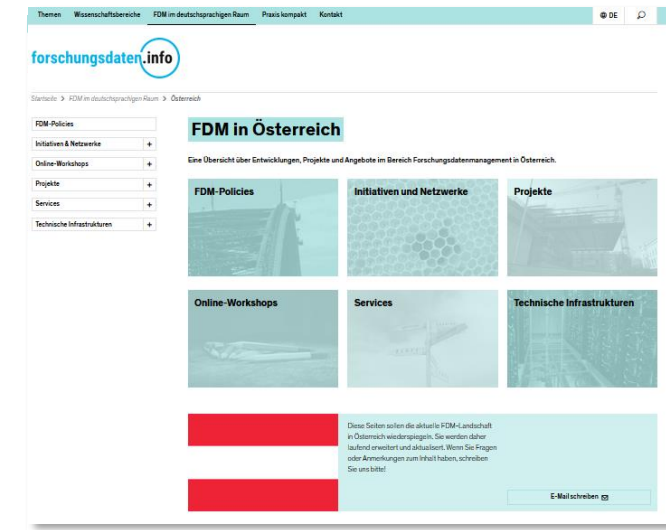 Themen Wissenschaftsbereiche FDM im deutschsprachigen Raum Praxis kompakt Kontakt DE
forschungsdaten.info
Startseite > FDM im deutschsprachigen Raum > Österreich
FDM-Policies
Initiativen & Netzwerke +
Online-Workshops +
Projekte +
Services +
Technische Infrastrukturen +
FDM in Österreich
Eine Übersicht über Entwicklungen, Projekte und Angebote im Bereich Forschungsdatenmanagement in Österreich.
FDM-Policies
Initiativen und Netzwerke
Projekte
Online-Workshops
Services
Technische Infrastrukturen
Diese Seiten sollen die aktuelle FDM-Landschaft
in Österreich wiederspiegeln. Sie werden daher
laufend erweitert und aktualisert. Wenn Sie Fragen
oder Anmerkungen zum Inhalt haben, schreiben
Sie uns bitte!
E-Mail schreiben